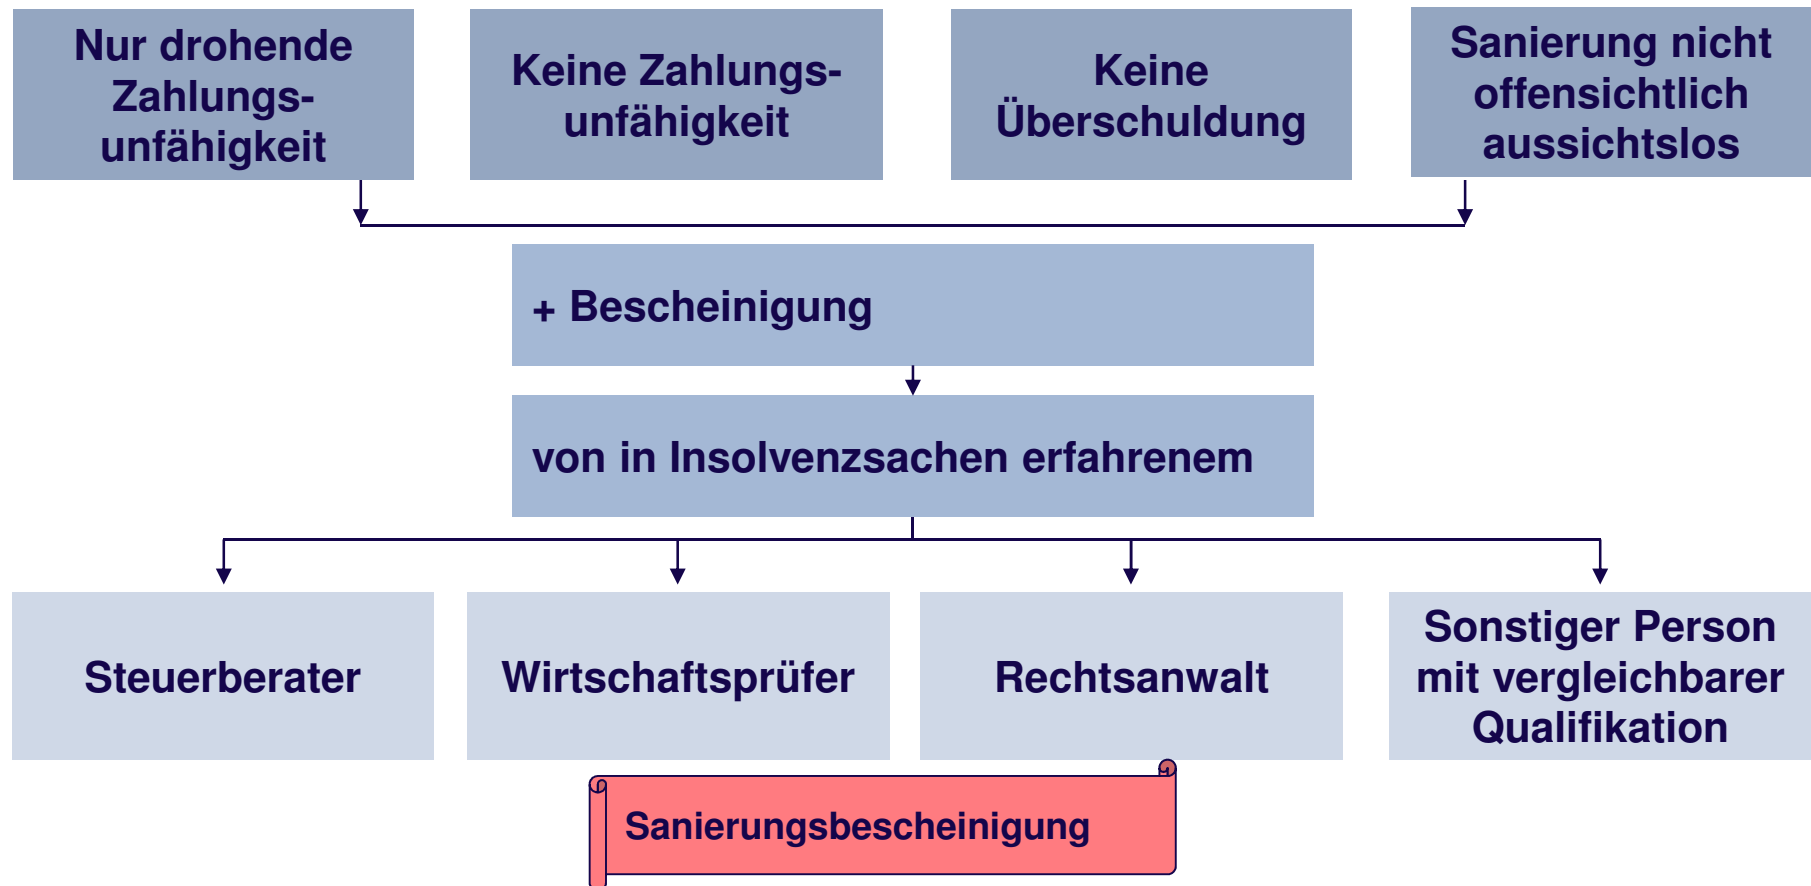 Nur drohende
Zahlungs-
unfähigkeit
Keine Zahlungs-
unfähigkeit
Keine
Überschuldung
Sanierung nicht
offensichtlich
aussichtslos
+ Bescheinigung
von in Insolvenzsachen erfahrenem
Steuerberater
Wirtschaftsprüfer
Rechtsanwalt
Sonstiger Person
mit vergleichbarer
Qualifikation
Sanierungsbescheinigung